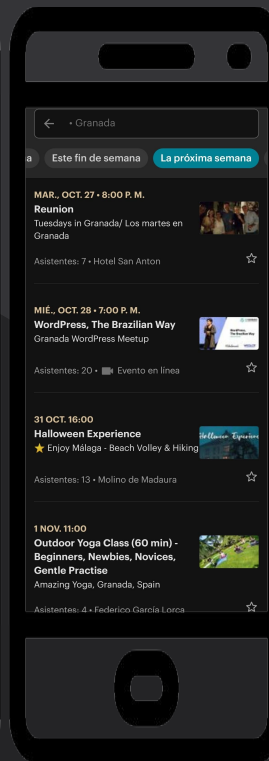 ← • Granada
a Este fin de semana La próxima semana
MAR., OCT. 27 • 8:00 P. M.
Reunion
Tuesdays in Granada/ Los martes en
Granada
Asistentes: 7 • Hotel San Anton
MIÉ., OCT. 28 • 7:00 P. M.
WordPress, The Brazilian Way
Granada WordPress Meetup
Asistentes: 20 • Evento en línea
31 OCT. 16:00
Halloween Experience
Halloween Experience
⭐ Enjoy Málaga - Beach Volley & Hiking
Asistentes: 13 • Molino de Madaura
1 NOV. 11:00
Outdoor Yoga Class (60 min) -
Beginners, Newbies, Novices,
Gentle Practise
Amazing Yoga, Granada, Spain
Asistentes: 4 • Federico García Lorca